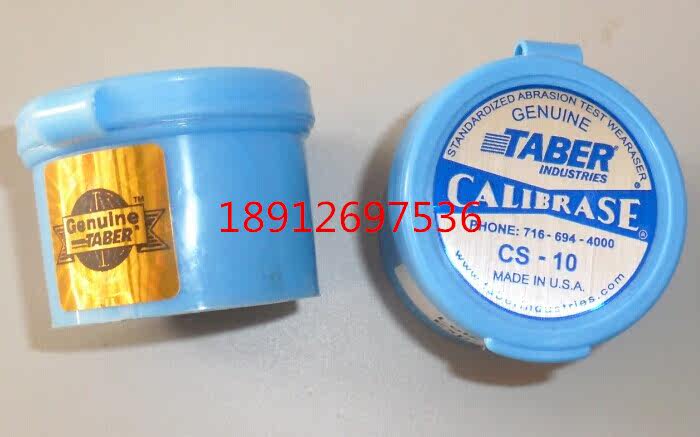 Genuine
TABER®
TM
18912697536
STANDARDIZED ABRASION TEST WEARASER
GENUINE
TABER®
INDUSTRIES
CALIBRASE®
PHONE: 716-694-4000
CS - 10
MADE IN U.S.A.
www.taberindustries.com